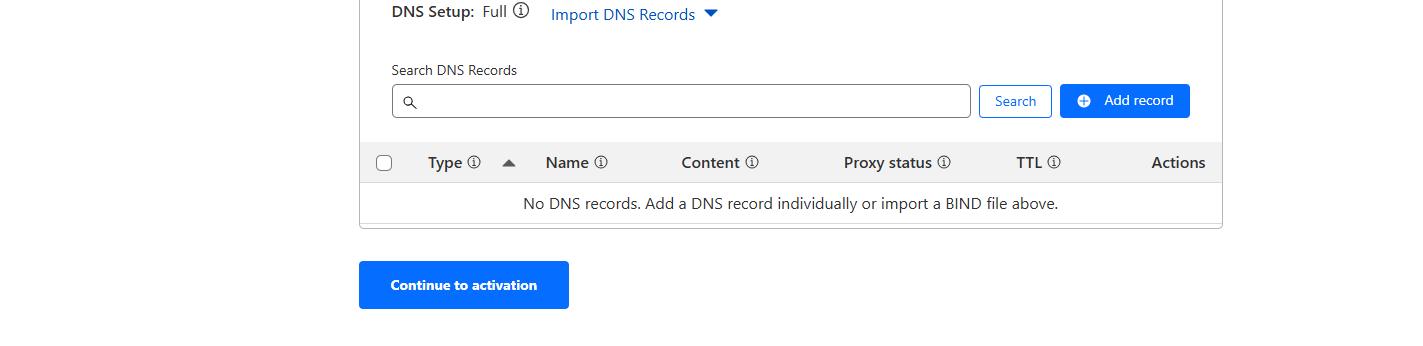 DNS Setup: Full
Import DNS Records
Search DNS Records
Search
Add record
Type
Name
Content
Proxy status
TTL
Actions
No DNS records. Add a DNS record individually or import a BIND file above.
Continue to activation